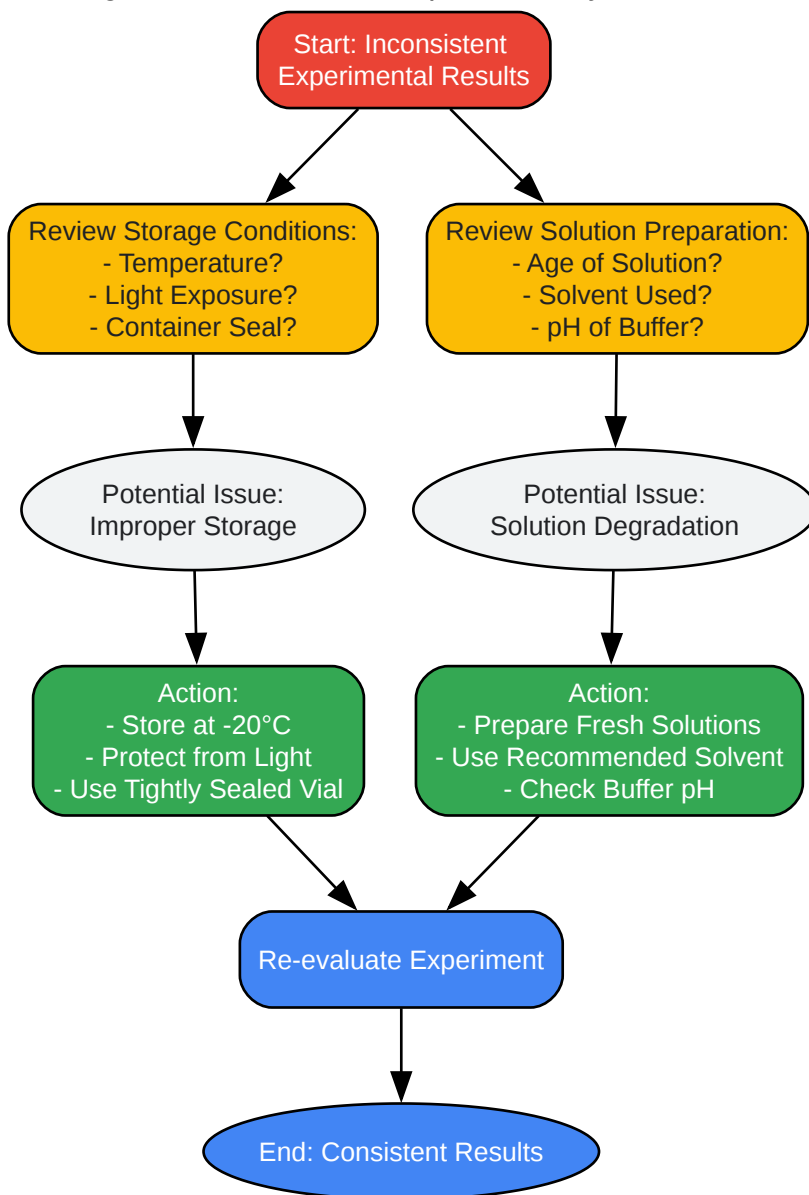 Start: Inconsistent
Experimental Results
Review Storage Conditions:
- Temperature?
- Light Exposure?
- Container Seal?
Review Solution Preparation:
- Age of Solution?
- Solvent Used?
- pH of Buffer?
Potential Issue:
Improper Storage
Potential Issue:
Solution Degradation
Action:
- Store at -20°C
- Protect from Light
- Use Tightly Sealed Vial
Action:
- Prepare Fresh Solutions
- Use Recommended Solvent
- Check Buffer pH
Re-evaluate Experiment
End: Consistent Results